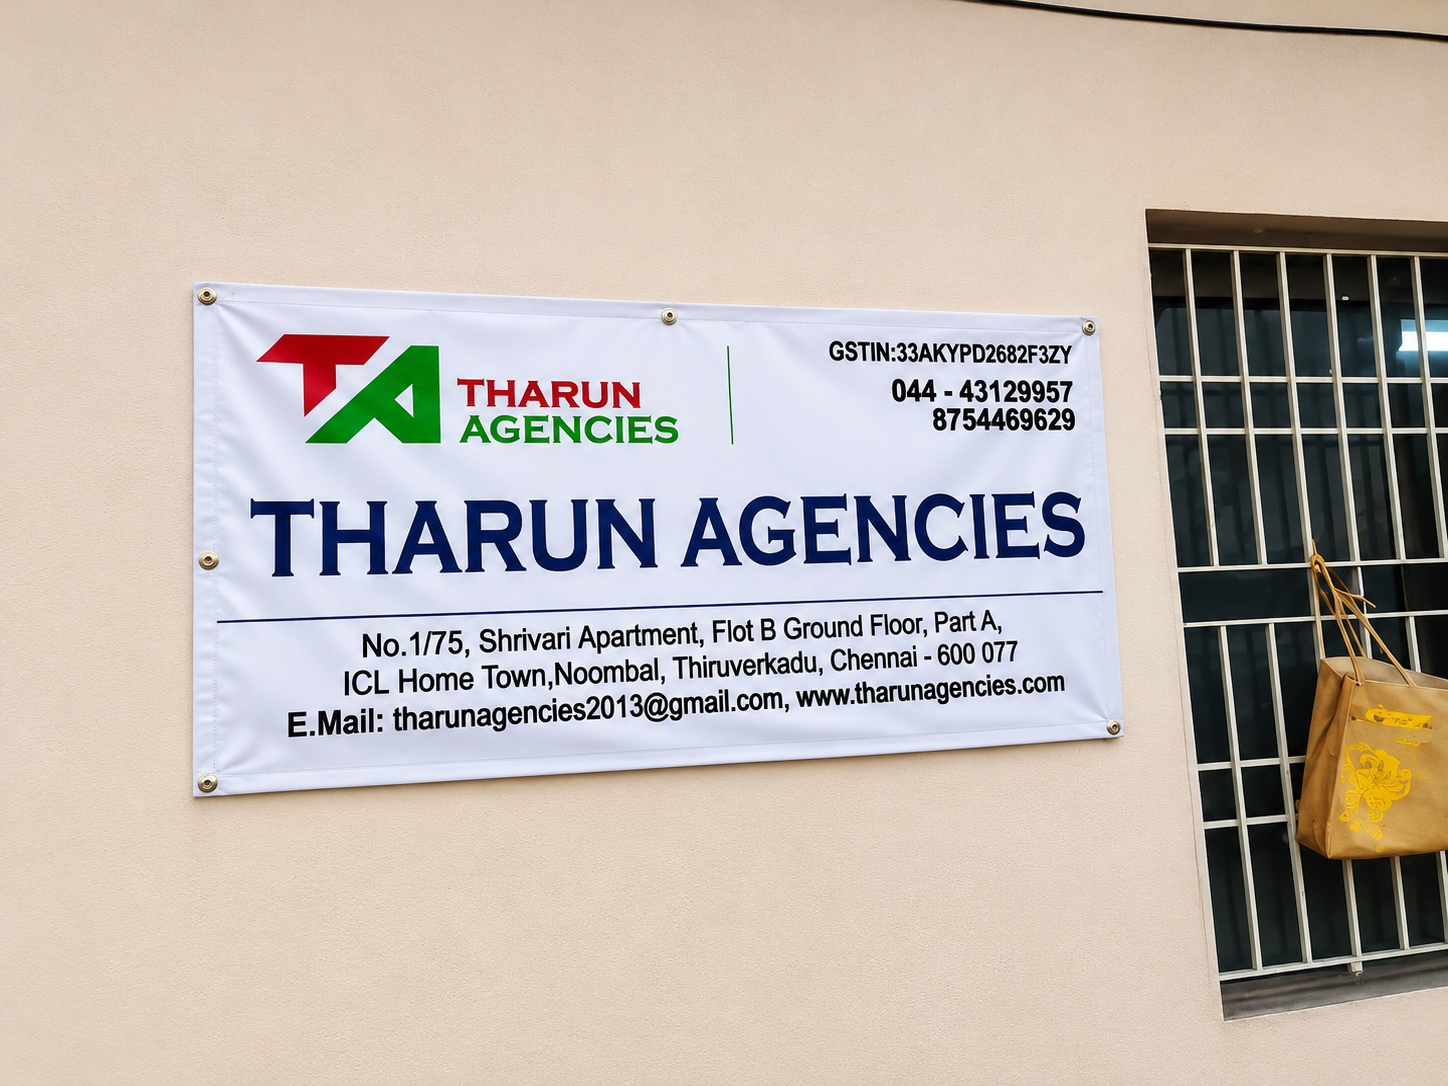 TA
THARUN
AGENCIES
GSTIN:33AKYPD2682F3ZY
044 - 43129957
8754469629
THARUN AGENCIES
No.1/75, Shrivari Apartment, Flot B Ground Floor, Part A,
ICL Home Town,Noombal, Thiruverkadu, Chennai - 600 077
E.Mail: tharunagencies2013@gmail.com, www.tharunagencies.com